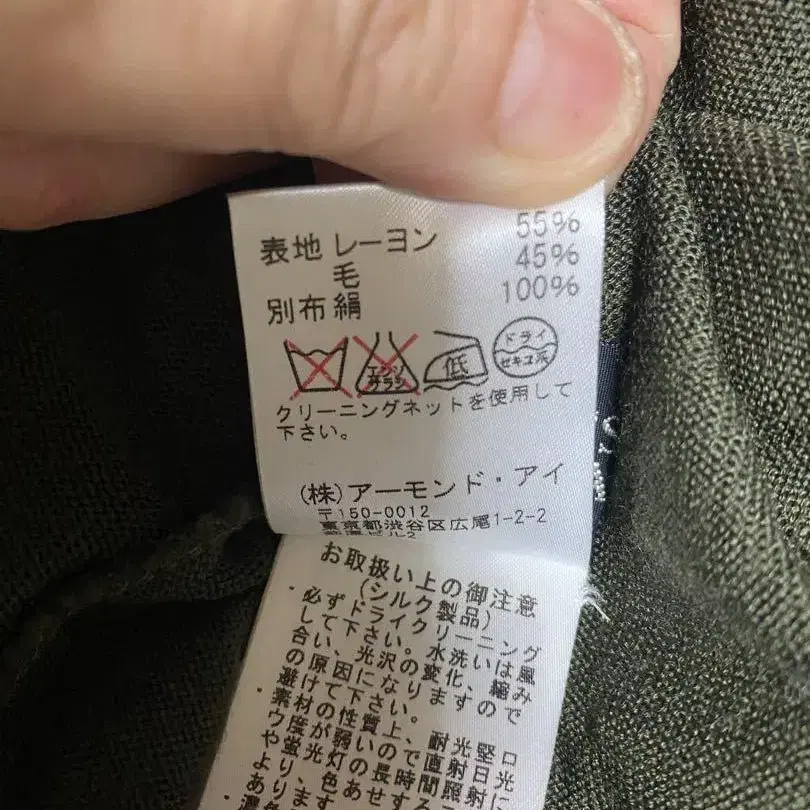 表地 レーヨン 55%
毛 45%
別布 絹 100%
エンソ
サラシ
低
ドライ
セキユ系
クリーニングネットを使用して
下さい。
(株)アーモンド・アイ
〒150-0012
東京都渋谷区広尾1-2-2
お取扱い上の御注意
(シルク製品)
・必ずドライクリーニング
して下さい。水洗いは風
合い、光沢の変化、縮み
の原因になりますので
避けて下さい。
・素材の性質上、耐光堅ロ
ウ度が弱いので直射日光
や蛍光灯の長時間照射に
より、色あせする
あります